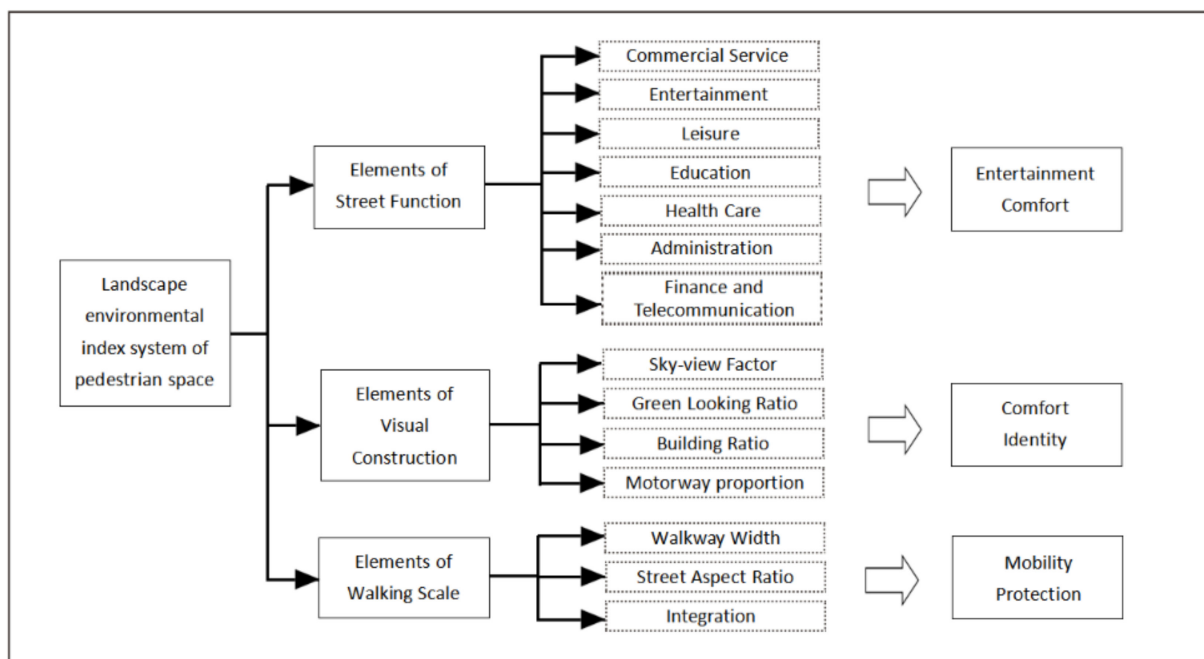 Landscape
environmental
index system of
pedestrian space
Elements of
Street Function
Commercial Service
Entertainment
Leisure
Education
Health Care
Administration
Finance and
Telecommunication
Entertainment
Comfort
Elements of
Visual
Construction
Sky-view Factor
Green Looking Ratio
Building Ratio
Motorway proportion
Comfort
Identity
Elements of
Walking Scale
Walkway Width
Street Aspect Ratio
Integration
Mobility
Protection